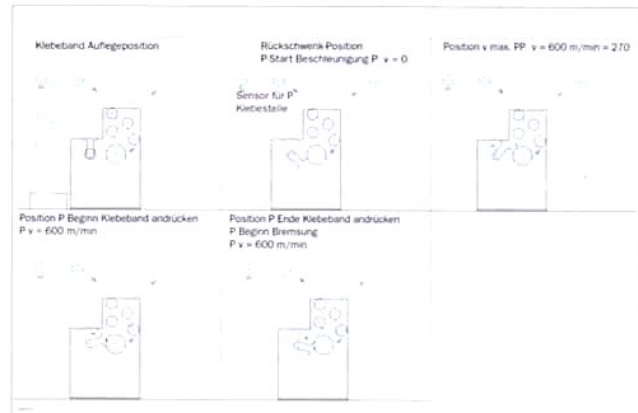 Klebeband Auflegeposition
Rückschwenk-Position
P Start Beschleunigung P v = 0
Position v max. PP v = 600 m/min = 270
Sensor für P
Klebestelle
Position P Beginn Klebeband andrücken
P v = 600 m/min
Position P Ende Klebeband andrücken
P Beginn Bremsung
P v = 600 m/min